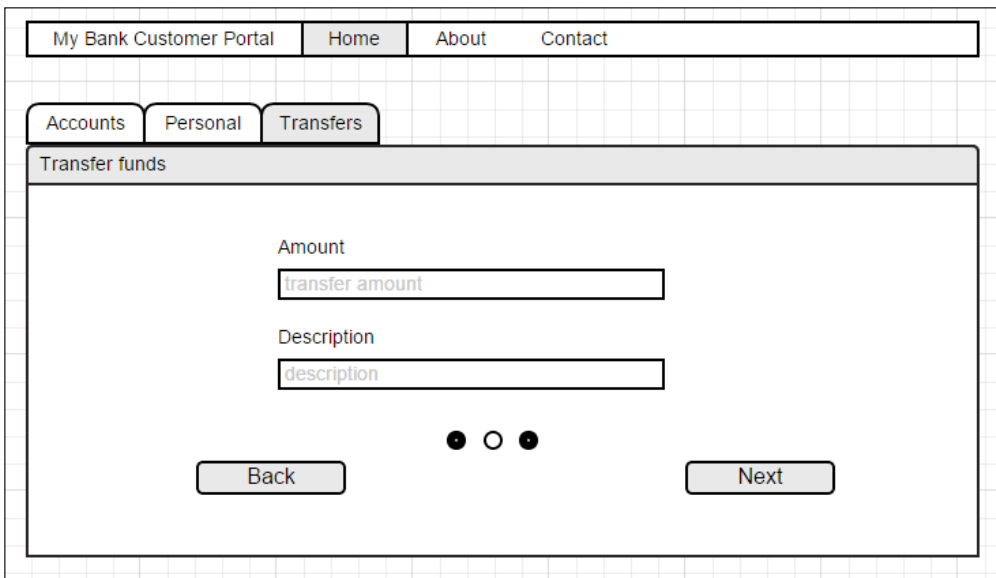 My Bank Customer Portal Home About Contact
Accounts Personal Transfers
Transfer funds
Amount
transfer amount
Description
description
Back Next